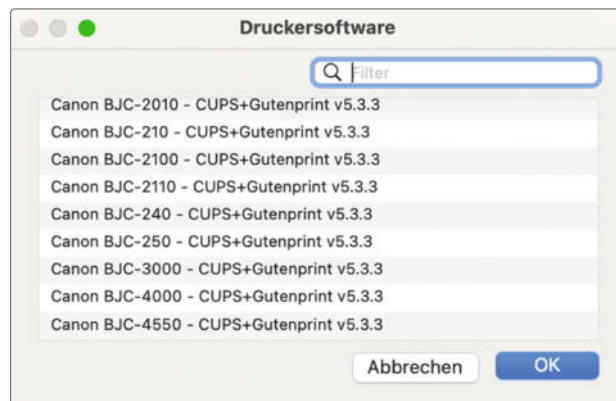 Druckersoftware
Filter
Canon BJC-2010 - CUPS+Gutenprint v5.3.3
Canon BJC-210 - CUPS+Gutenprint v5.3.3
Canon BJC-2100 - CUPS+Gutenprint v5.3.3
Canon BJC-2110 - CUPS+Gutenprint v5.3.3
Canon BJC-240 - CUPS+Gutenprint v5.3.3
Canon BJC-250 - CUPS+Gutenprint v5.3.3
Canon BJC-3000 - CUPS+Gutenprint v5.3.3
Canon BJC-4000 - CUPS+Gutenprint v5.3.3
Canon BJC-4550 - CUPS+Gutenprint v5.3.3
Abbrechen OK